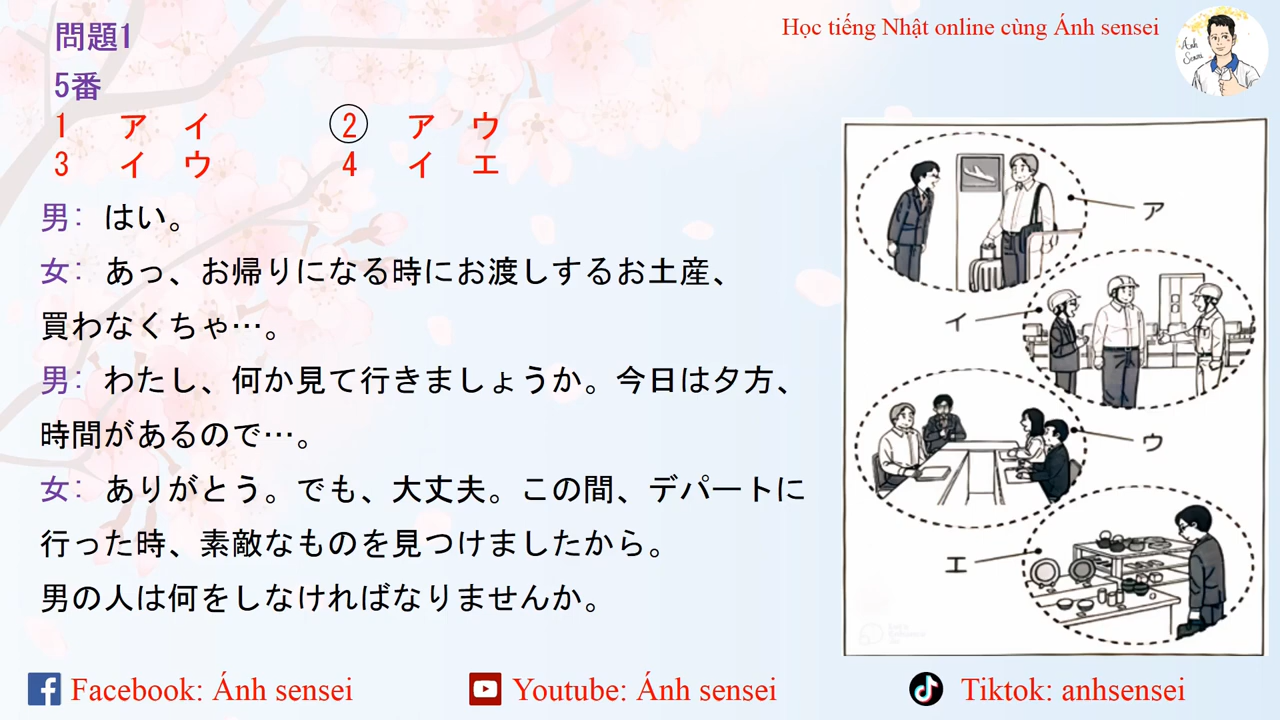 問題1
Học tiếng Nhật online cùng Ánh sensei
Ánh Sensei
5番
1 ア イ 2 ア ウ
3 イ ウ 4 イ エ
男：はい。
女：あっ、お帰りになる時にお渡しするお土産、
買わなくちゃ…。
男：わたし、何か見て行きましょうか。今日は夕方、
時間があるので…。
女：ありがとう。でも、大丈夫。この間、デパートに
行った時、素敵なものを見つけましたから。
男の人は何をしなければなりませんか。
ア
イ
ウ
エ
Facebook: Ánh sensei
Youtube: Ánh sensei
Tiktok: anhsensei